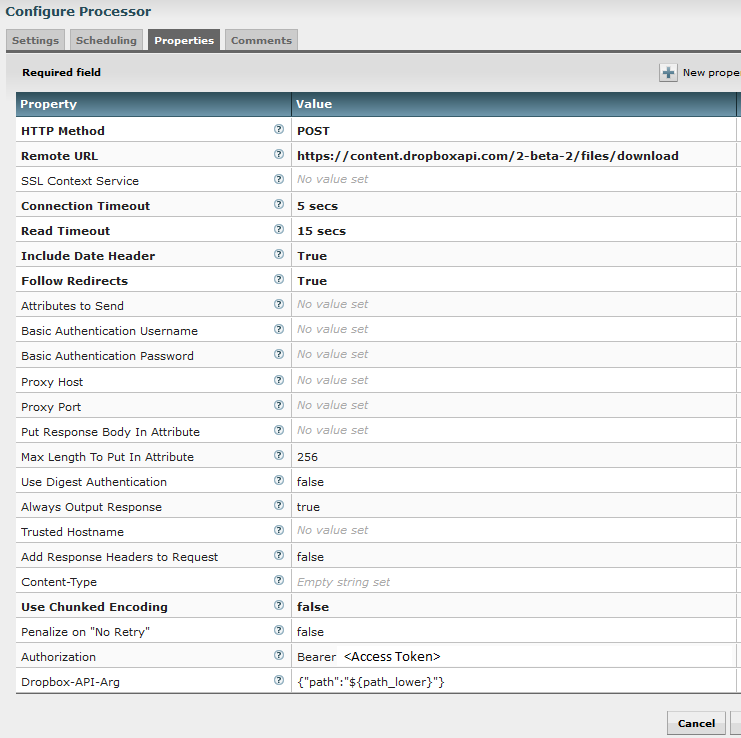 Configure Processor
Settings Scheduling Properties Comments
Required field New prope
Property Value
HTTP Method ? POST
Remote URL ? https://content.dropboxapi.com/2-beta-2/files/download
SSL Context Service ? No value set
Connection Timeout ? 5 secs
Read Timeout ? 15 secs
Include Date Header ? True
Follow Redirects ? True
Attributes to Send ? No value set
Basic Authentication Username ? No value set
Basic Authentication Password ? No value set
Proxy Host ? No value set
Proxy Port ? No value set
Put Response Body In Attribute ? No value set
Max Length To Put In Attribute ? 256
Use Digest Authentication ? false
Always Output Response ? true
Trusted Hostname ? No value set
Add Response Headers to Request ? false
Content-Type ? Empty string set
Use Chunked Encoding ? false
Penalize on "No Retry" ? false
Authorization ? Bearer <Access Token>
Dropbox-API-Arg ? {"path":"${path_lower}"}
Cancel